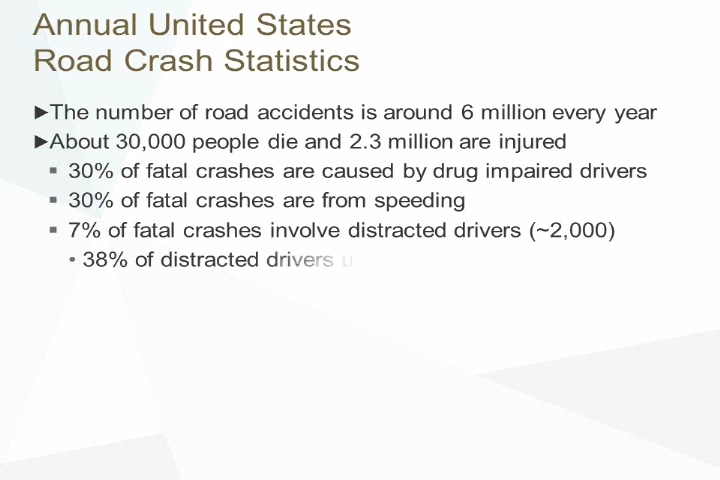 Annual United States
Road Crash Statistics
►The number of road accidents is around 6 million every year
►About 30,000 people die and 2.3 million are injured
▪ 30% of fatal crashes are caused by drug impaired drivers
▪ 30% of fatal crashes are from speeding
▪ 7% of fatal crashes involve distracted drivers (~2,000)
• 38% of distracted drivers